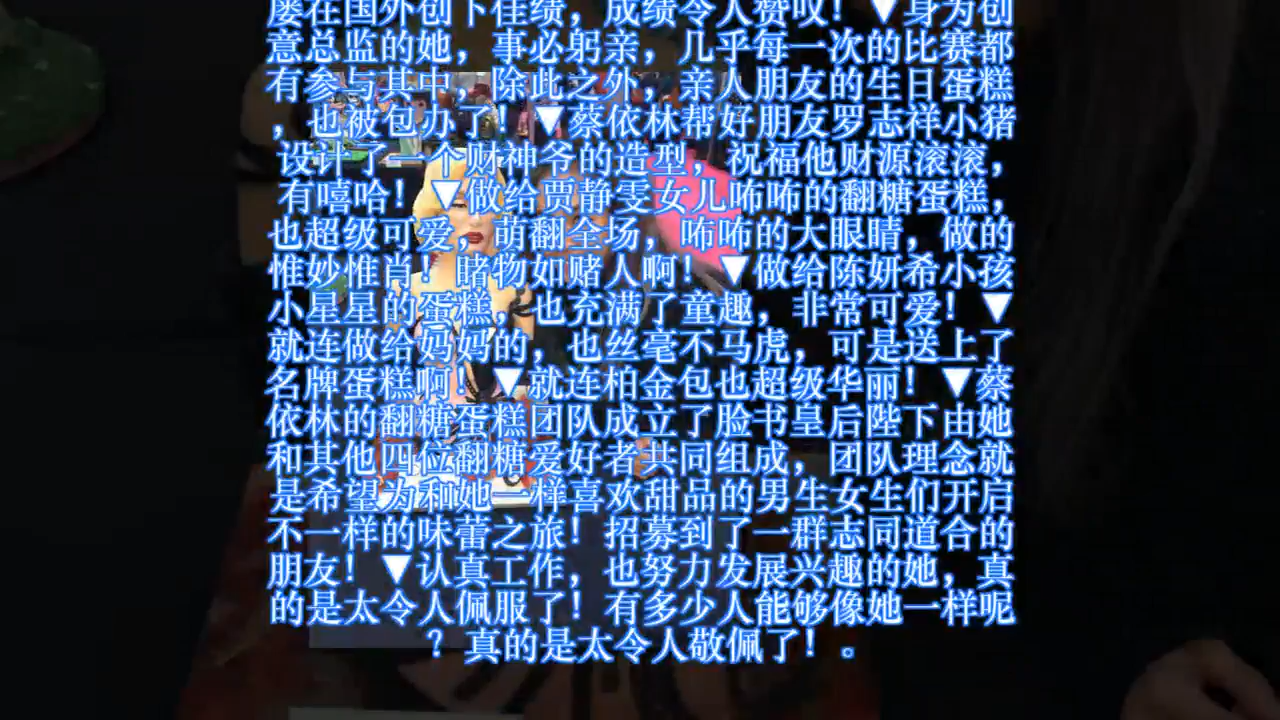 屡在国外创下佳绩，成绩令人赞叹！▼身为创
意总监的她，事必躬亲，几乎每一次的比赛都
有参与其中，除此之外，亲人朋友的生日蛋糕
，也被包办了！▼蔡依林帮好朋友罗志祥小猪
设计了一个财神爷的造型，祝福他财源滚滚，
有嘻哈！▼做给贾静雯女儿咘咘的翻糖蛋糕，
也超级可爱，萌翻全场，咘咘的大眼睛，做的
惟妙惟肖！睹物如赌人啊！▼做给陈妍希小孩
小星星的蛋糕，也充满了童趣，非常可爱！▼
就连做给妈妈的，也丝毫不马虎，可是送上了
名牌蛋糕啊！▼就连柏金包也超级华丽！▼蔡
依林的翻糖蛋糕团队成立了脸书皇后陛下由她
和其他四位翻糖爱好者共同组成，团队理念就
是希望为和她一样喜欢甜品的男生女生们开启
不一样的味蕾之旅！招募到了一群志同道合的
朋友！▼认真工作，也努力发展兴趣的她，真
的是太令人佩服了！有多少人能够像她一样呢
？真的是太令人敬佩了！。